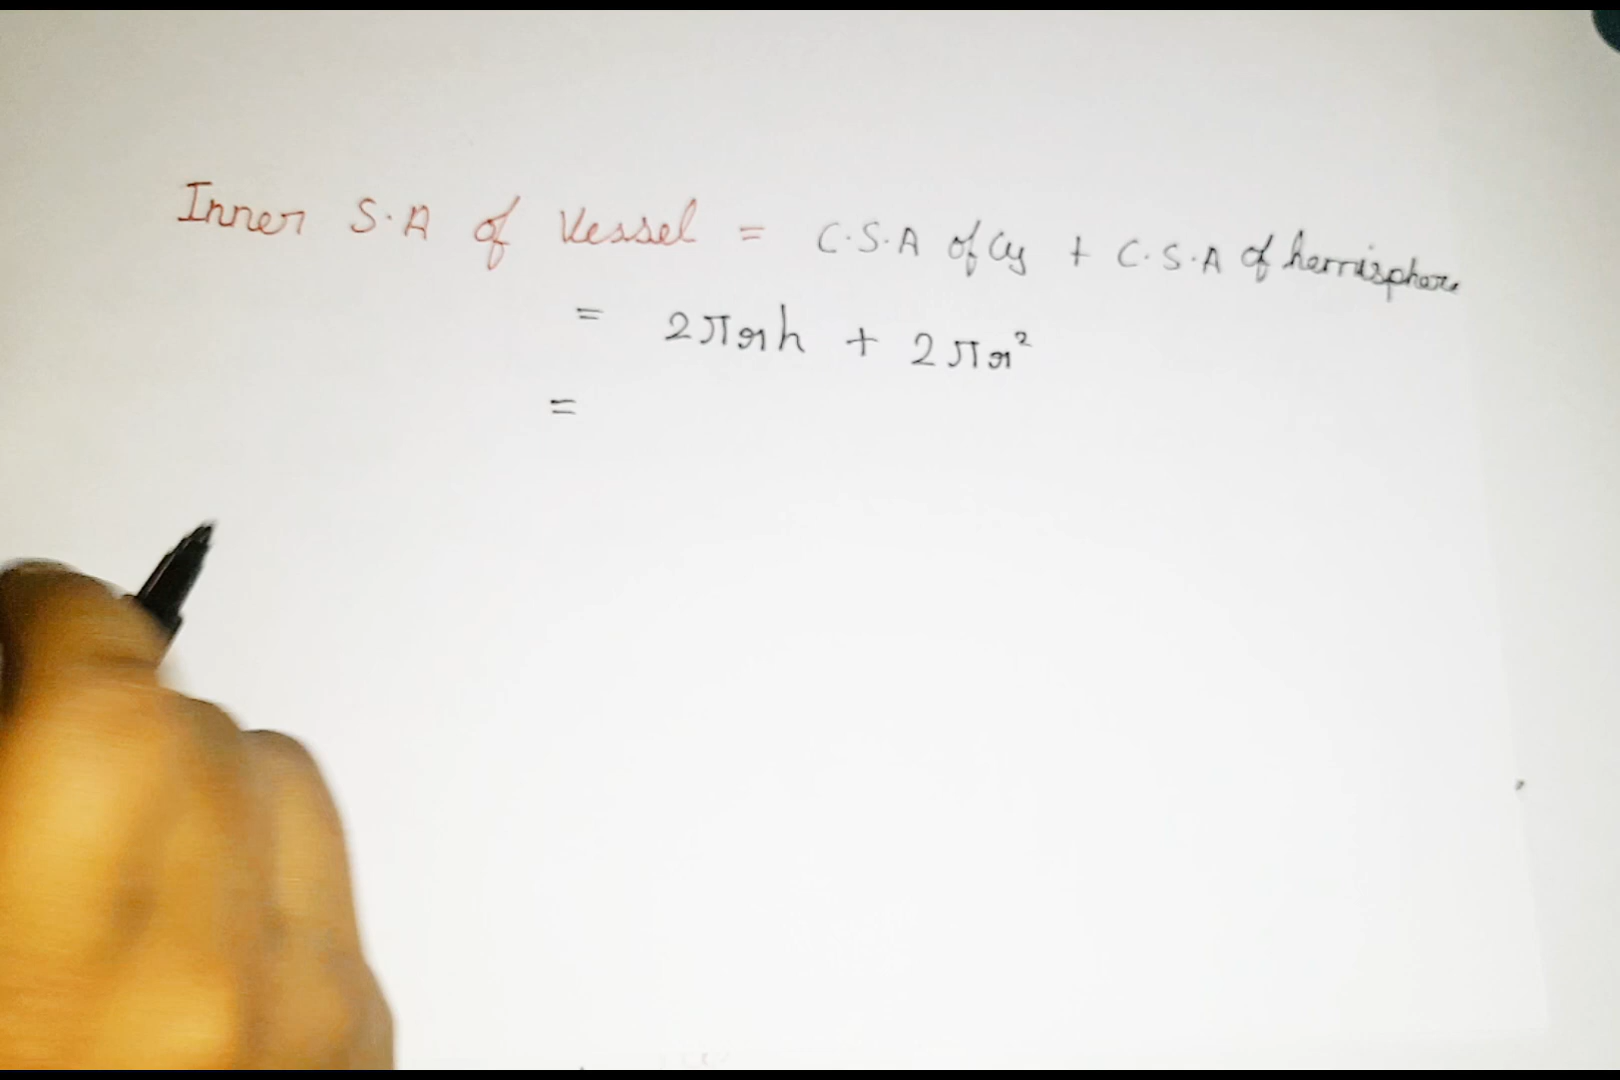 Inner S.A of Vessel = C.S.A of Cy + C.S.A of hemisphere
= 2πrh + 2πr²
=